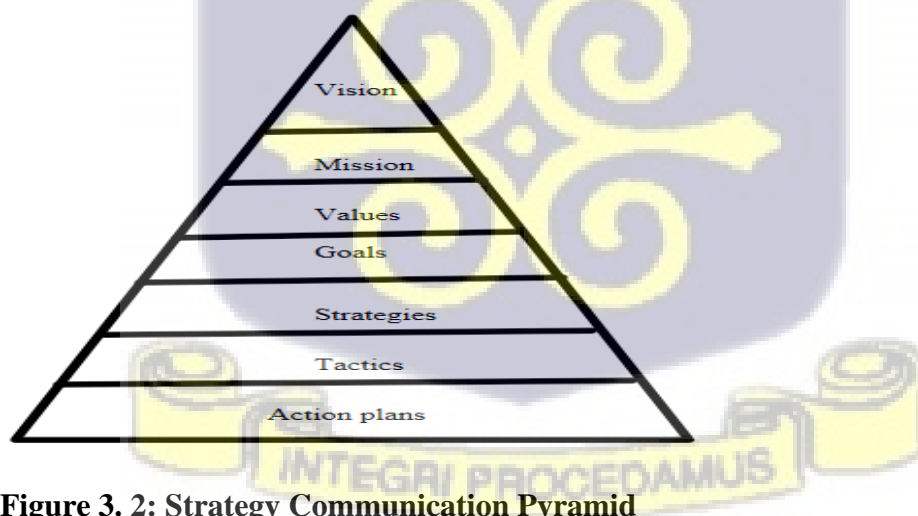 Vision
Mission
Values
Goals
Strategies
Tactics
Action plans
INTEGRI PROCEDAMUS
Figure 3. 2: Strategy Communication Pyramid